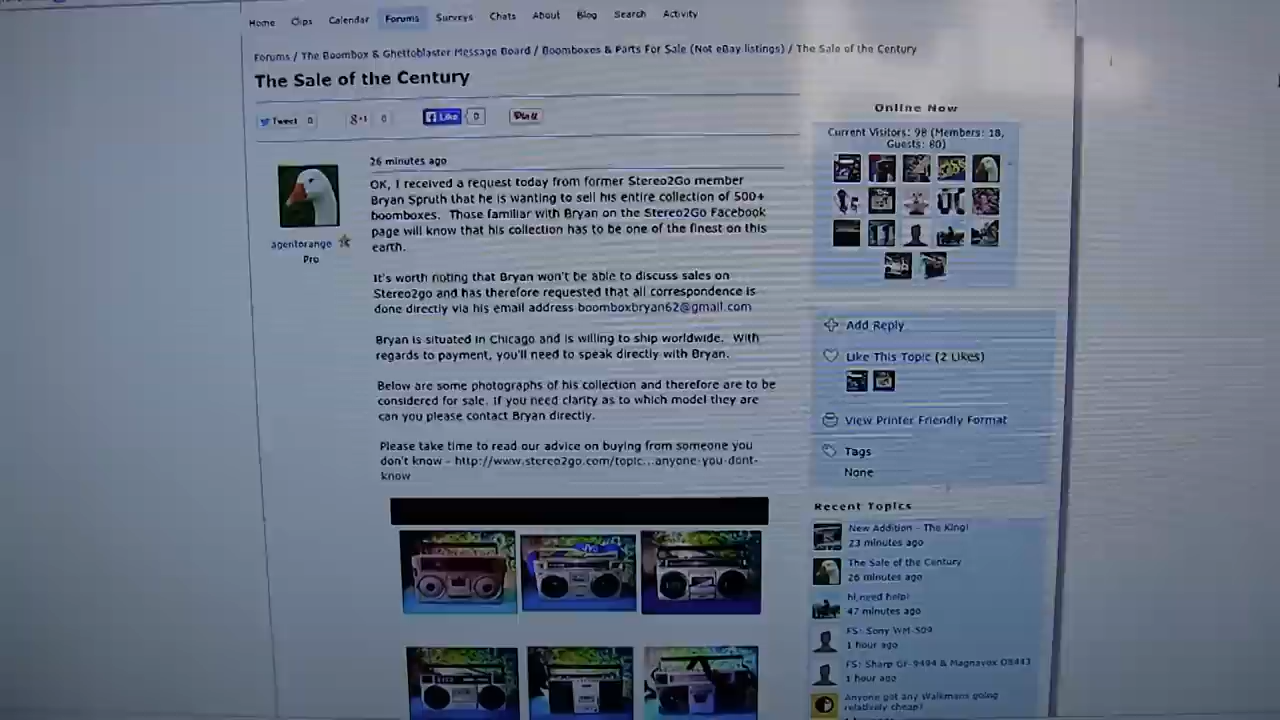 Home Clips Calendar Forums Surveys Chats About Blog Search Activity
Forums / The Boombox & Ghettoblaster Message Board / Boomboxes & Parts For Sale (Not eBay listings) / The Sale of the Century
The Sale of the Century
Tweet 0 g+1 0 Like 0 Pin it
26 minutes ago
agentorange
Pro
OK, I received a request today from former Stereo2Go member
Bryan Spruth that he is wanting to sell his entire collection of 500+
boomboxes. Those familiar with Bryan on the Stereo2Go Facebook
page will know that his collection has to be one of the finest on this
earth.
It's worth noting that Bryan won't be able to discuss sales on
Stereo2go and has therefore requested that all correspondence is
done directly via his email address boomboxbryan62@gmail.com
Bryan is situated in Chicago and is willing to ship worldwide. With
regards to payment, you'll need to speak directly with Bryan.
Below are some photographs of his collection and therefore are to be
considered for sale. If you need clarity as to which model they are
can you please contact Bryan directly.
Please take time to read our advice on buying from someone you
don't know - http://www.stereo2go.com/topic...anyone-you-dont-
know
Online Now
Current Visitors: 98 (Members: 18,
Guests: 80)
Add Reply
Like This Topic (2 Likes)
View Printer Friendly Format
Tags
None
Recent Topics
New Addition - The King!
23 minutes ago
The Sale of the Century
26 minutes ago
hi,need help!
47 minutes ago
FS: Sony WM-509
1 hour ago
FS: Sharp GF-9494 & Magnavox D8443
1 hour ago
Anyone got any Walkmans going
relatively cheap?